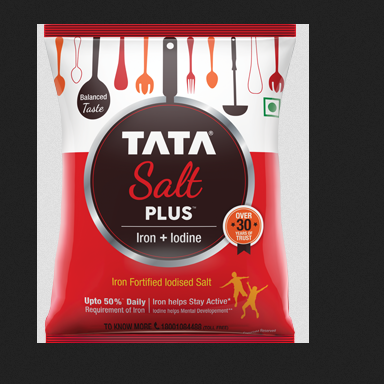 Balanced
Taste
TATA®
Salt
PLUS™
Iron + Iodine
OVER
30
YEARS OF
TRUST
Iron Fortified Iodised Salt
Upto 50% Daily
Requirement of Iron
Iron helps Stay Active*
Iodine helps Mental Development**
TO KNOW MORE